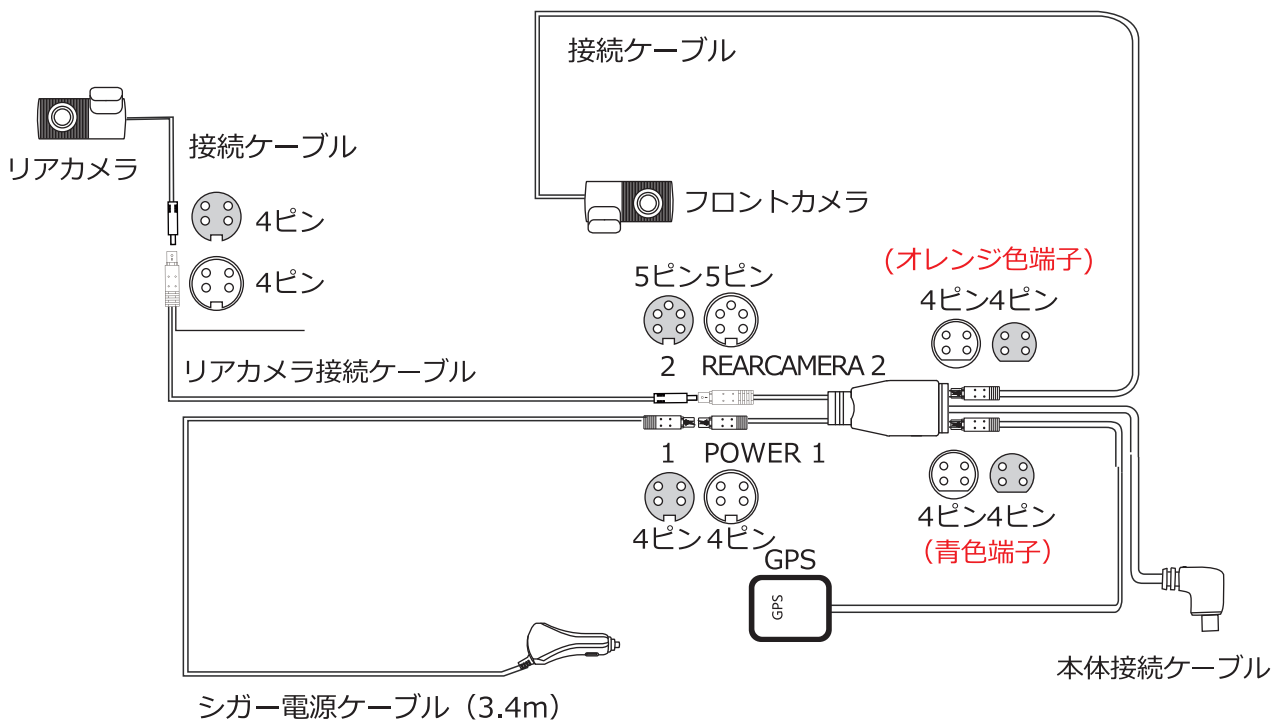 接続ケーブル
リアカメラ
接続ケーブル
4ピン
4ピン
フロントカメラ
(オレンジ色端子)
5ピン 5ピン
4ピン 4ピン
リアカメラ接続ケーブル
2 REARCAMERA 2
1 POWER 1
4ピン 4ピン
4ピン 4ピン
(青色端子)
GPS
GPS
本体接続ケーブル
シガー電源ケーブル（3.4m）